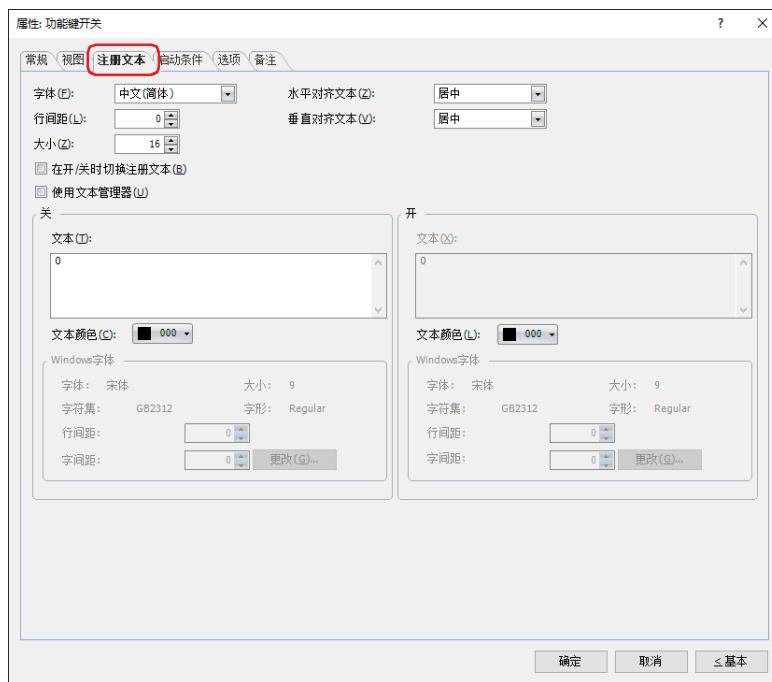 属性: 功能键开关 ? ×
常规 视图 注册文本 启动条件 选项 备注
字体(F): 中文(简体) 水平对齐文本(Z): 居中
行间距(L): 0 垂直对齐文本(V): 居中
大小(Z): 16
在开/关时切换注册文本(B)
使用文本管理器(U)
关
文本(T):
0
文本颜色(C): 000
Windows字体
字体: 宋体 大小: 9
字符集: GB2312 字形: Regular
行间距: 0
字间距: 0 更改(G)...
开
文本(X):
0
文本颜色(L): 000
Windows字体
字体: 宋体 大小: 9
字符集: GB2312 字形: Regular
行间距: 0
字间距: 0 更改(G)...
确定 取消 ≤基本